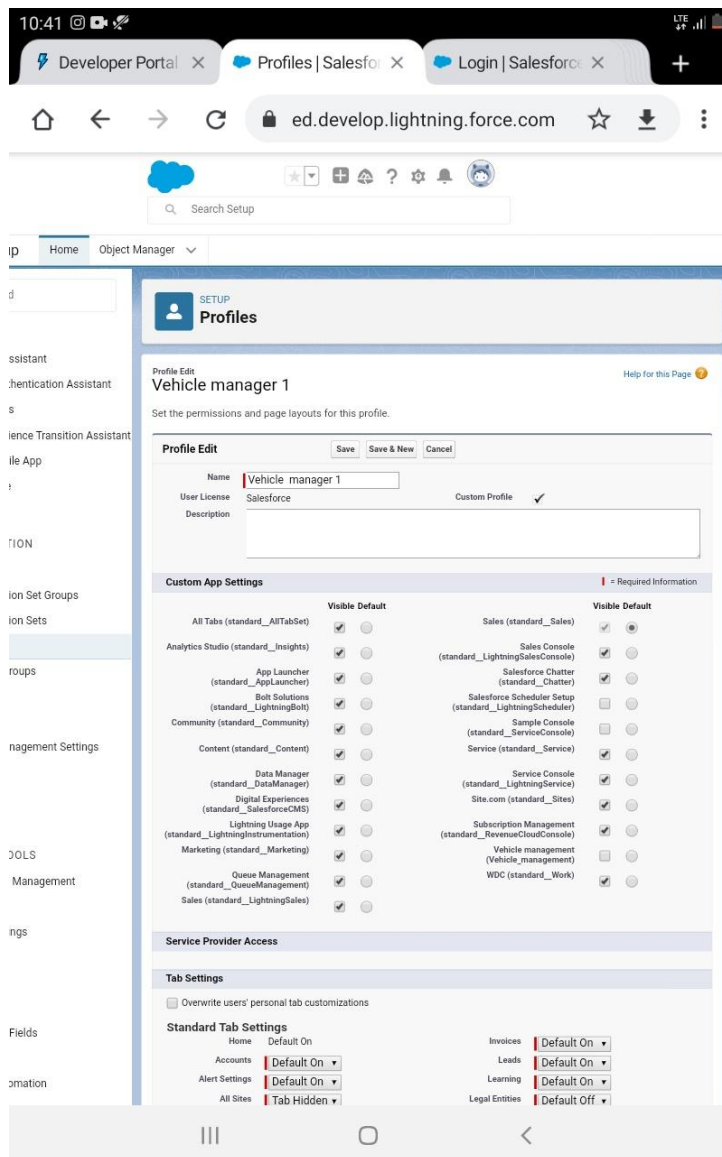 10:41
LTE
Developer Portal
Profiles | Salesfo
Login | Salesforce
ed.develop.lightning.force.com
Search Setup
Home
Object Manager
SETUP
Profiles
ssistant
thentication Assistant
ience Transition Assistant
ile App
TION
ion Set Groups
ion Sets
roups
nagement Settings
OOLS
Management
ngs
Fields
omation
Profile Edit
Vehicle manager 1
Help for this Page
Set the permissions and page layouts for this profile.
Profile Edit
Save
Save & New
Cancel
Name
Vehicle manager 1
User License
Salesforce
Custom Profile
Description
Custom App Settings
= Required Information
Visible Default
Visible Default
All Tabs (standard__AllTabSet)
Sales (standard__Sales)
Analytics Studio (standard__Insights)
Sales Console
(standard__LightningSalesConsole)
App Launcher
(standard__AppLauncher)
Salesforce Chatter
(standard__Chatter)
Bolt Solutions
(standard__LightningBolt)
Salesforce Scheduler Setup
(standard__LightningScheduler)
Community (standard__Community)
Sample Console
(standard__ServiceConsole)
Content (standard__Content)
Service (standard__Service)
Data Manager
(standard__DataManager)
Service Console
(standard__LightningService)
Digital Experiences
(standard__SalesforceCMS)
Site.com (standard__Sites)
Lightning Usage App
(standard__LightningInstrumentation)
Subscription Management
(standard__RevenueCloudConsole)
Marketing (standard__Marketing)
Vehicle management
(Vehicle_management)
Queue Management
(standard__QueueManagement)
WDC (standard__Work)
Sales (standard__LightningSales)
Service Provider Access
Tab Settings
Overwrite users' personal tab customizations
Standard Tab Settings
Home
Default On
Invoices
Default On
Accounts
Default On
Leads
Default On
Alert Settings
Default On
Learning
Default On
All Sites
Tab Hidden
Legal Entities
Default Off